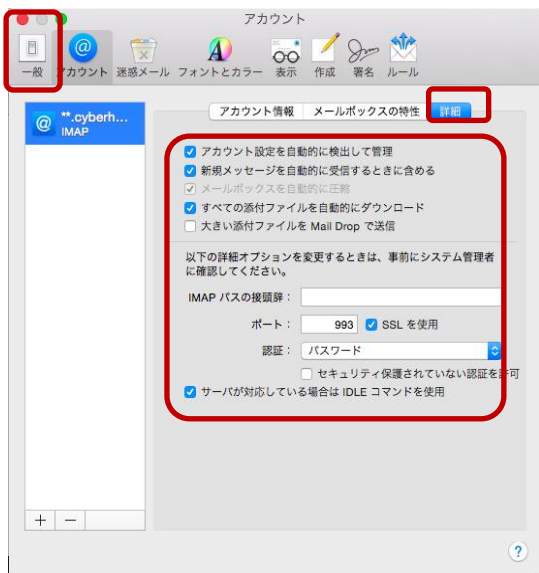 アカウント
一般 アカウント 迷惑メール フォントとカラー 表示 作成 署名 ルール
アカウント情報 メールボックスの特性 詳細
**.cyberh...
IMAP
アカウント設定を自動的に検出して管理
新規メッセージを自動的に受信するときに含める
メールボックスを自動的に圧縮
すべての添付ファイルを自動的にダウンロード
大きい添付ファイルを Mail Drop で送信
以下の詳細オプションを変更するときは、事前にシステム管理者
に確認してください。
IMAP パスの接頭辞：
ポート： 993 SSL を使用
認証： パスワード
セキュリティ保護されていない認証を許可
サーバが対応している場合は IDLE コマンドを使用